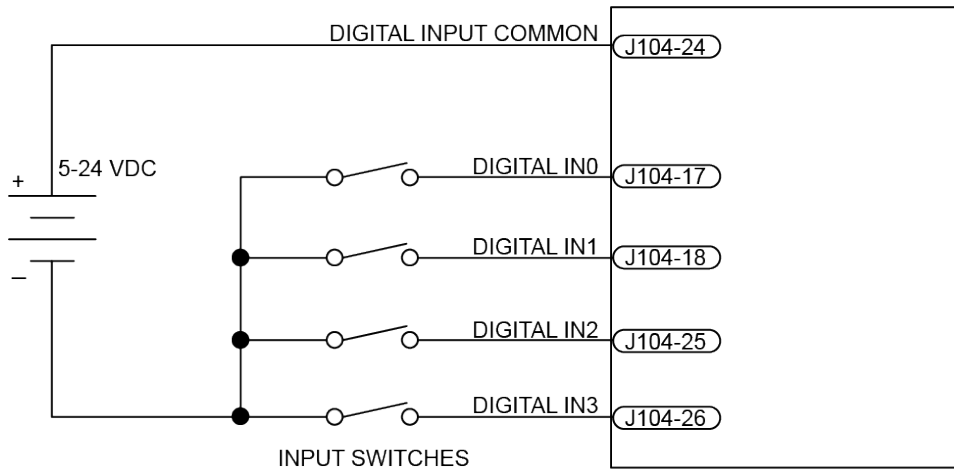 DIGITAL INPUT COMMON
J104-24
5-24 VDC
+
–
DIGITAL IN0
J104-17
DIGITAL IN1
J104-18
DIGITAL IN2
J104-25
DIGITAL IN3
J104-26
INPUT SWITCHES